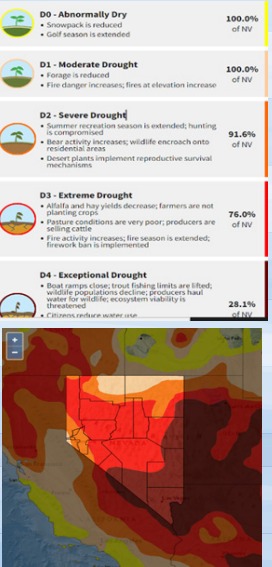 D0 - Abnormally Dry
• Snowpack is reduced
• Golf season is extended
100.0%
of NV
D1 - Moderate Drought
• Forage is reduced
• Fire danger increases; fires at elevation increase
100.0%
of NV
D2 - Severe Drought
• Summer recreation season is extended; hunting
is compromised
• Bear activity increases; wildlife encroach onto
residential areas
• Desert plants implement reproductive survival
mechanisms
91.6%
of NV
D3 - Extreme Drought
• Alfalfa and hay yields decrease; farmers are not
planting crops
• Pasture conditions are very poor; producers are
selling cattle
• Fire activity increases; fire season is extended;
firework ban is implemented
76.0%
of NV
D4 - Exceptional Drought
• Boat ramps close; trout fishing limits are lifted;
wildlife populations decline; producers haul
water for wildlife; ecosystem viability is
threatened
• Citizens reduce water use
28.1%
of NV
+
−